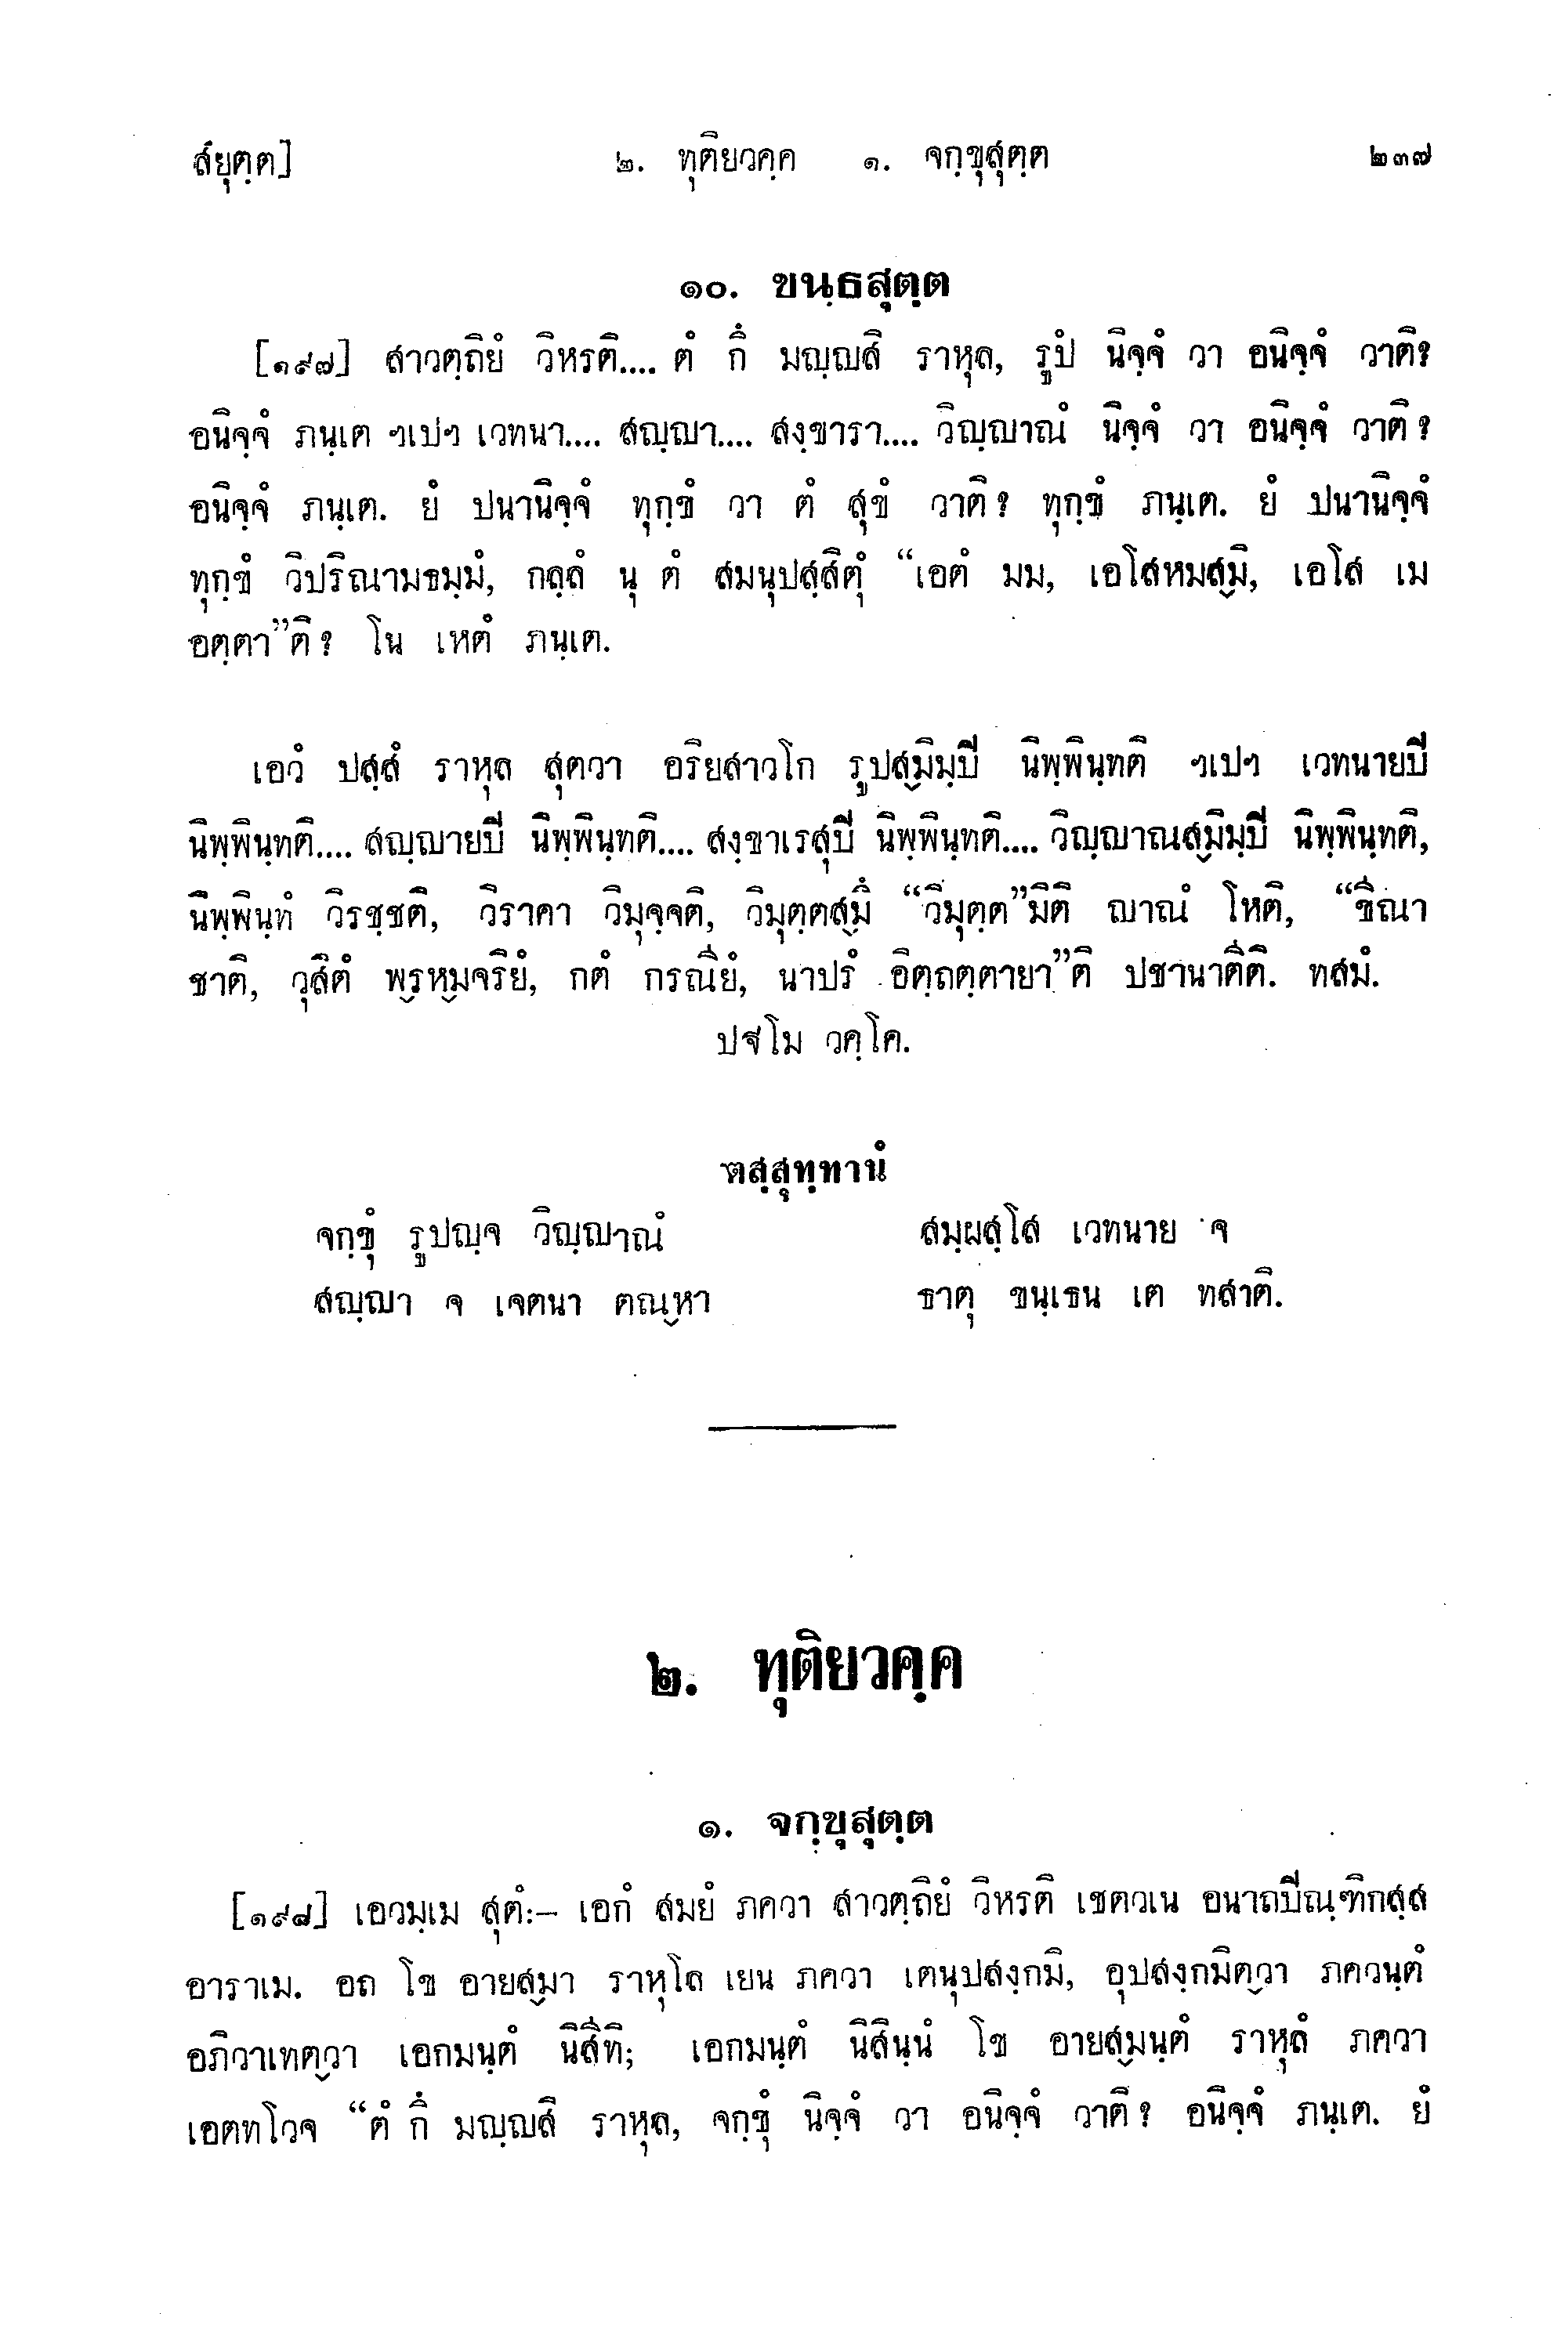 สํยุตฺต]	๒. ทุติยวคฺค ๑. จกฺขุสุตฺต	๒๓๗
๑๐. ขนฺธสุตฺต
[๑๙๗] สาวตฺถิยํ วิหรติ.... ตํ กึ มญฺญสิ ราหุล, รูปํ นิจฺจํ วา อนิจฺจํ วาติ?
อนิจฺจํ ภนฺเต ฯเปฯ เวทนา.... สญฺญา.... สงฺขารา.... วิญฺญาณํ นิจฺจํ วา อนิจฺจํ วาติ?
อนิจฺจํ ภนฺเต. ยํ ปนานิจฺจํ ทุกฺขํ วา ตํ สุขํ วาติ? ทุกฺขํ ภนฺเต. ยํ ปนานิจฺจํ
ทุกฺขํ วิปริณามธมฺมํ, กลฺลํ นุ ตํ สมนุปสฺสิตุํ “เอตํ มม, เอโสหมสฺมิ, เอโส เม
อตฺตา”ติ? โน เหตํ ภนฺเต.
เอวํ ปสฺสํ ราหุล สุตวา อริยสาวโก รูปสฺมิมฺปี นิพฺพินฺทติ ฯเปฯ เวทนายปี
นิพฺพินฺทติ.... สญฺญายปี นิพฺพินฺทติ.... สงฺขาเรสุปี นิพฺพินฺทติ.... วิญฺญาณสฺมิมฺปี นิพฺพินฺทติ,
นิพฺพินฺทํ วิรชฺชติ, วิราคา วิมุจฺจติ, วิมุตฺตสฺมึ “วิมุตฺต”มิติ ญาณํ โหติ, “ขีณา
ชาติ, วุสิตํ พฺรหฺมจริยํ, กตํ กรณียํ, นาปรํ อิตฺถตฺตายา”ติ ปชานาตีติ. ทสมํ.
ปฐโม วคฺโค.
ตสฺสุทฺทานํ
จกฺขุํ รูปญฺจ วิญฺญาณํ	สมฺผสฺโส เวทนาย จ
สญฺญา จ เจตนา ตณฺหา	ธาตุ ขนฺเธน เต ทสาติ.
๒. ทุติยวคฺค
๑. จกฺขุสุตฺต
[๑๙๘] เอวมฺเม สุตํ:– เอกํ สมยํ ภควา สาวตฺถิยํ วิหรติ เชตวเน อนาถปิณฺฑิกสฺส
อาราเม. อถ โข อายสฺมา ราหุโล เยน ภควา เตนุปสงฺกมิ, อุปสงฺกมิตฺวา ภควนฺตํ
อภิวาเทตฺวา เอกมนฺตํ นิสีทิ; เอกมนฺตํ นิสินฺนํ โข อายสฺมนฺตํ ราหุลํ ภควา
เอตทโวจ “ตํ กึ มญฺญสิ ราหุล, จกฺขุํ นิจฺจํ วา อนิจฺจํ วาติ? อนิจฺจํ ภนฺเต. ยํ